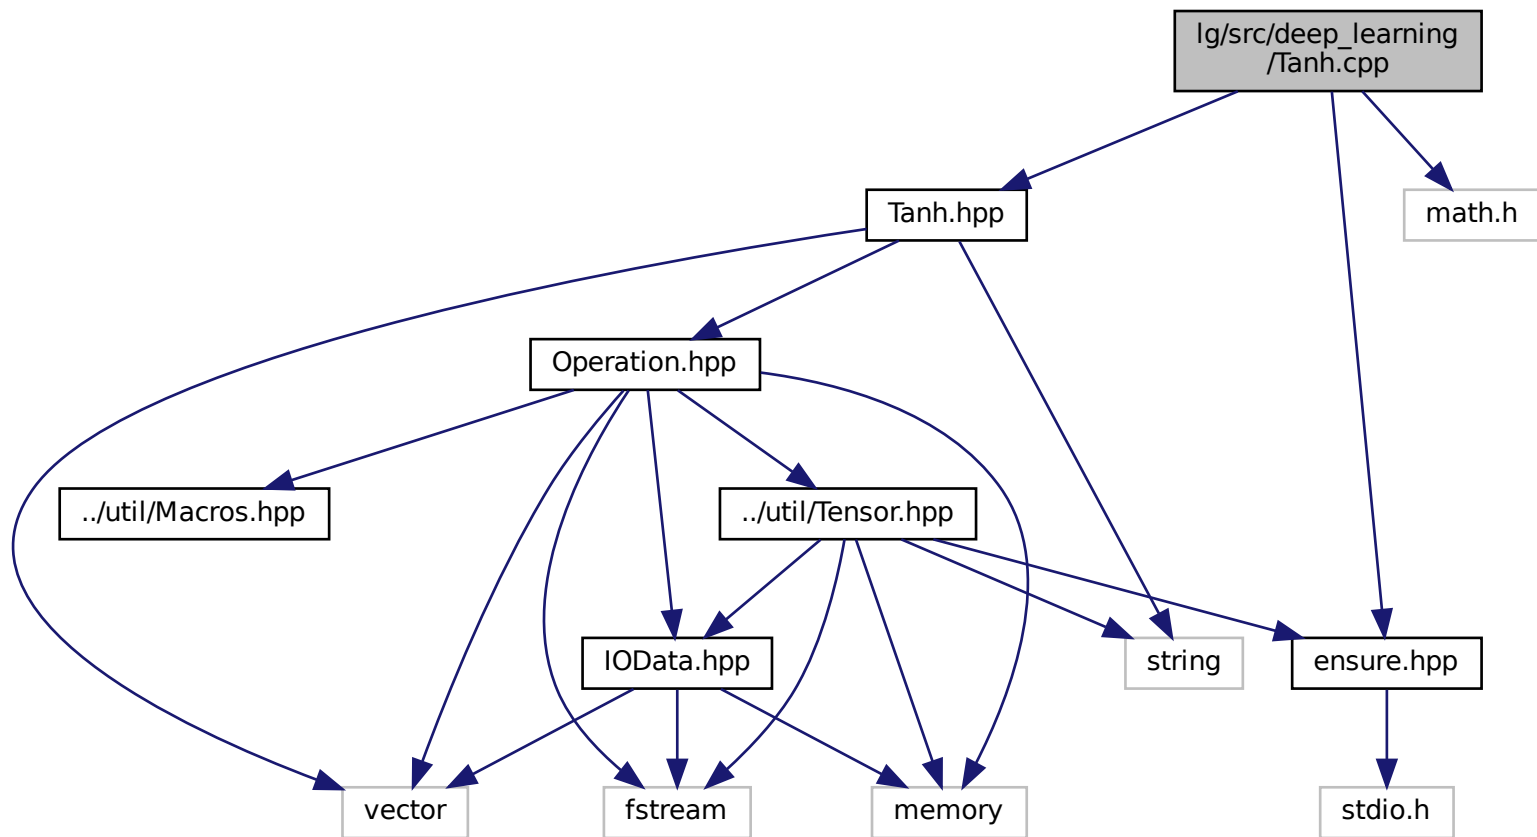 lg/src/deep_learning
/Tanh.cpp
Tanh.hpp
math.h
Operation.hpp
../util/Macros.hpp
../util/Tensor.hpp
IOData.hpp
string
ensure.hpp
vector
fstream
memory
stdio.h